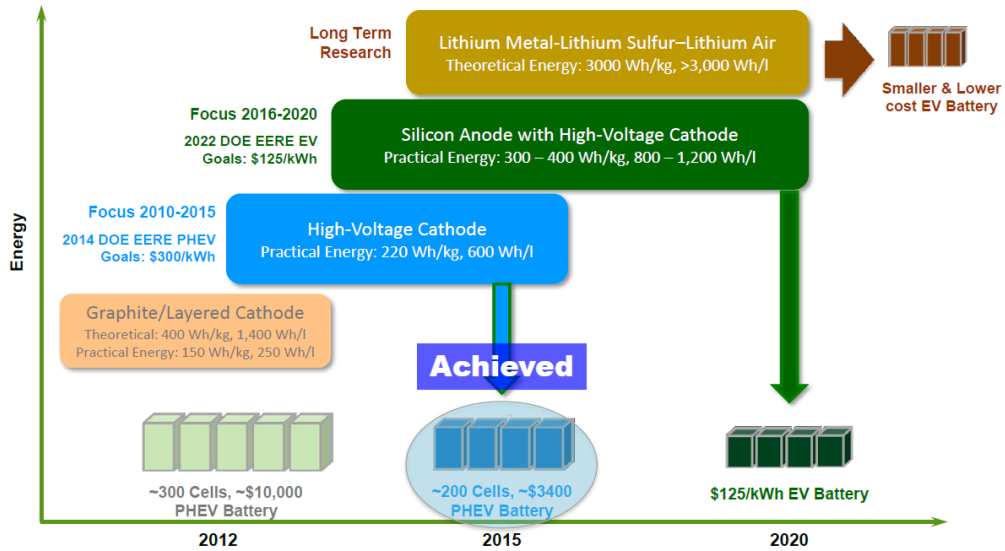 Long Term
Research
Lithium Metal-Lithium Sulfur–Lithium Air
Theoretical Energy: 3000 Wh/kg, >3,000 Wh/l
Smaller & Lower
cost EV Battery
Focus 2016-2020
2022 DOE EERE EV
Goals: $125/kWh
Silicon Anode with High-Voltage Cathode
Practical Energy: 300 – 400 Wh/kg, 800 – 1,200 Wh/l
Focus 2010-2015
2014 DOE EERE PHEV
Goals: $300/kWh
High-Voltage Cathode
Practical Energy: 220 Wh/kg, 600 Wh/l
Energy
Graphite/Layered Cathode
Theoretical: 400 Wh/kg, 1,400 Wh/l
Practical Energy: 150 Wh/kg, 250 Wh/l
Achieved
~300 Cells, ~$10,000
PHEV Battery
~200 Cells, ~$3400
PHEV Battery
$125/kWh EV Battery
2012
2015
2020